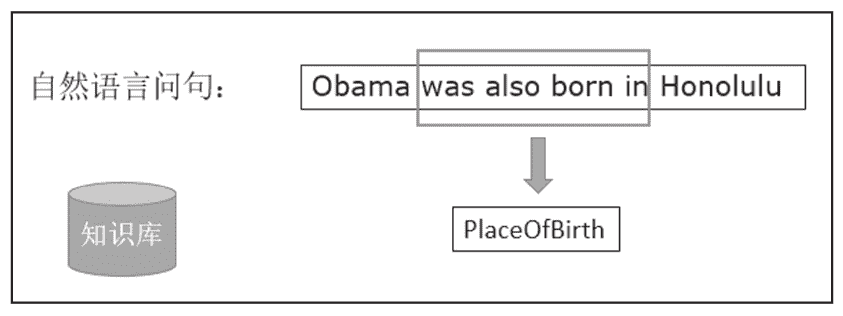 自然语言问句： Obama was also born in Honolulu
知识库 PlaceOfBirth